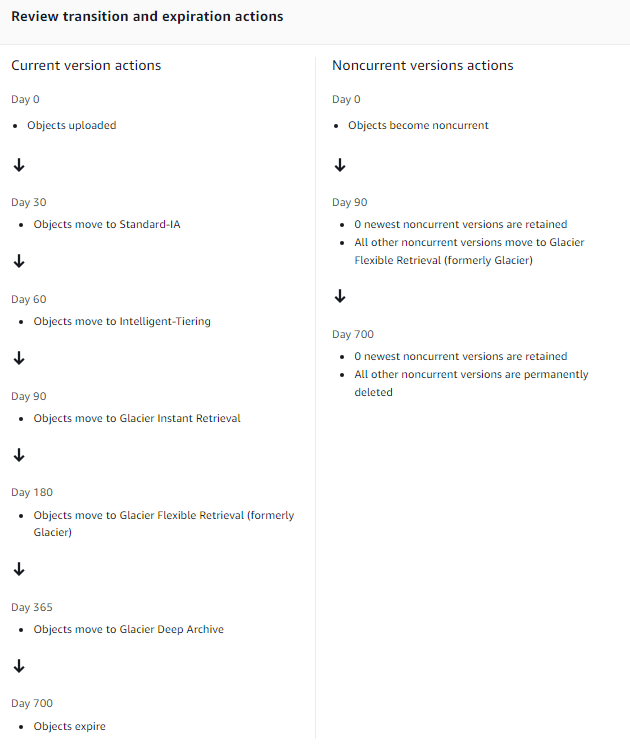 Review transition and expiration actions
Current version actions
Day 0
Objects uploaded
Day 30
Objects move to Standard-IA
Day 60
Objects move to Intelligent-Tiering
Day 90
Objects move to Glacier Instant Retrieval
Day 180
Objects move to Glacier Flexible Retrieval (formerly
Glacier)
Day 365
Objects move to Glacier Deep Archive
Day 700
Objects expire
Noncurrent versions actions
Day 0
Objects become noncurrent
Day 90
0 newest noncurrent versions are retained
All other noncurrent versions move to Glacier
Flexible Retrieval (formerly Glacier)
Day 700
0 newest noncurrent versions are retained
All other noncurrent versions are permanently
deleted